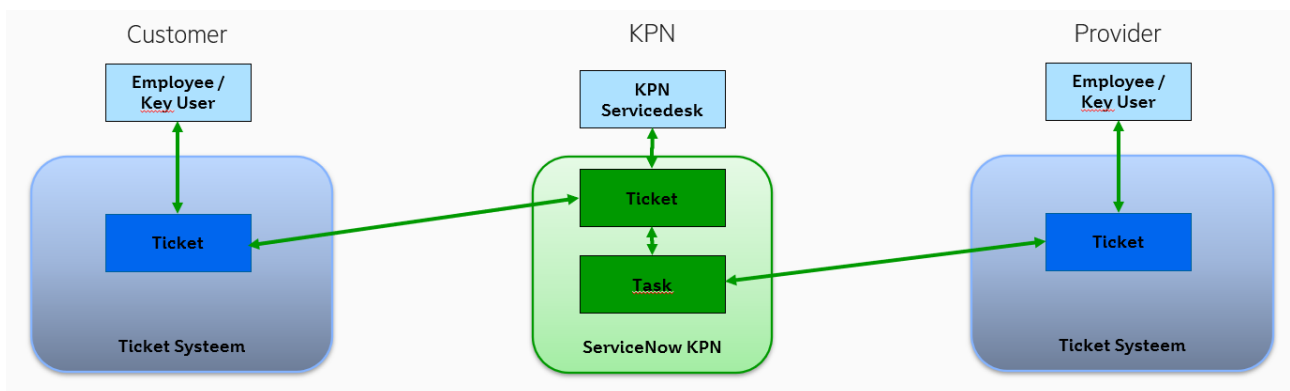 Customer
KPN
Provider
Employee /
Key User
KPN
Servicedesk
Employee /
Key User
Ticket
Ticket
Ticket
Task
Ticket Systeem
ServiceNow KPN
Ticket Systeem